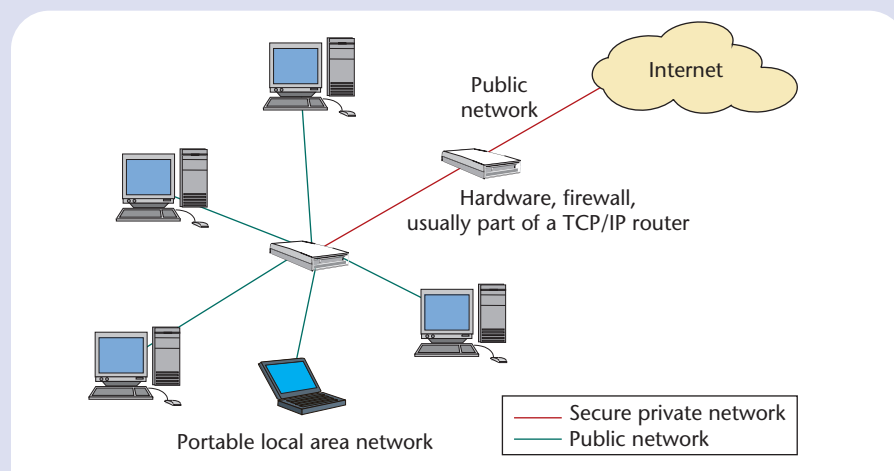 Internet
Public
network
Hardware, firewall,
usually part of a TCP/IP router
Portable local area network
Secure private network
Public network